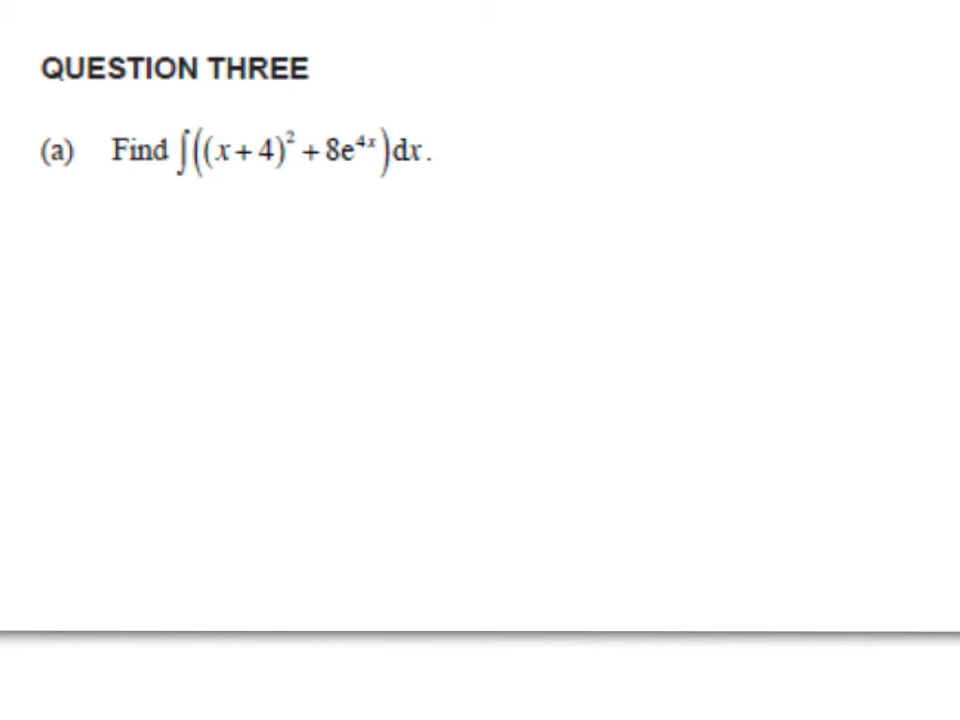 QUESTION THREE
(a) Find ∫((x+4)² + 8e⁴ˣ)dx.